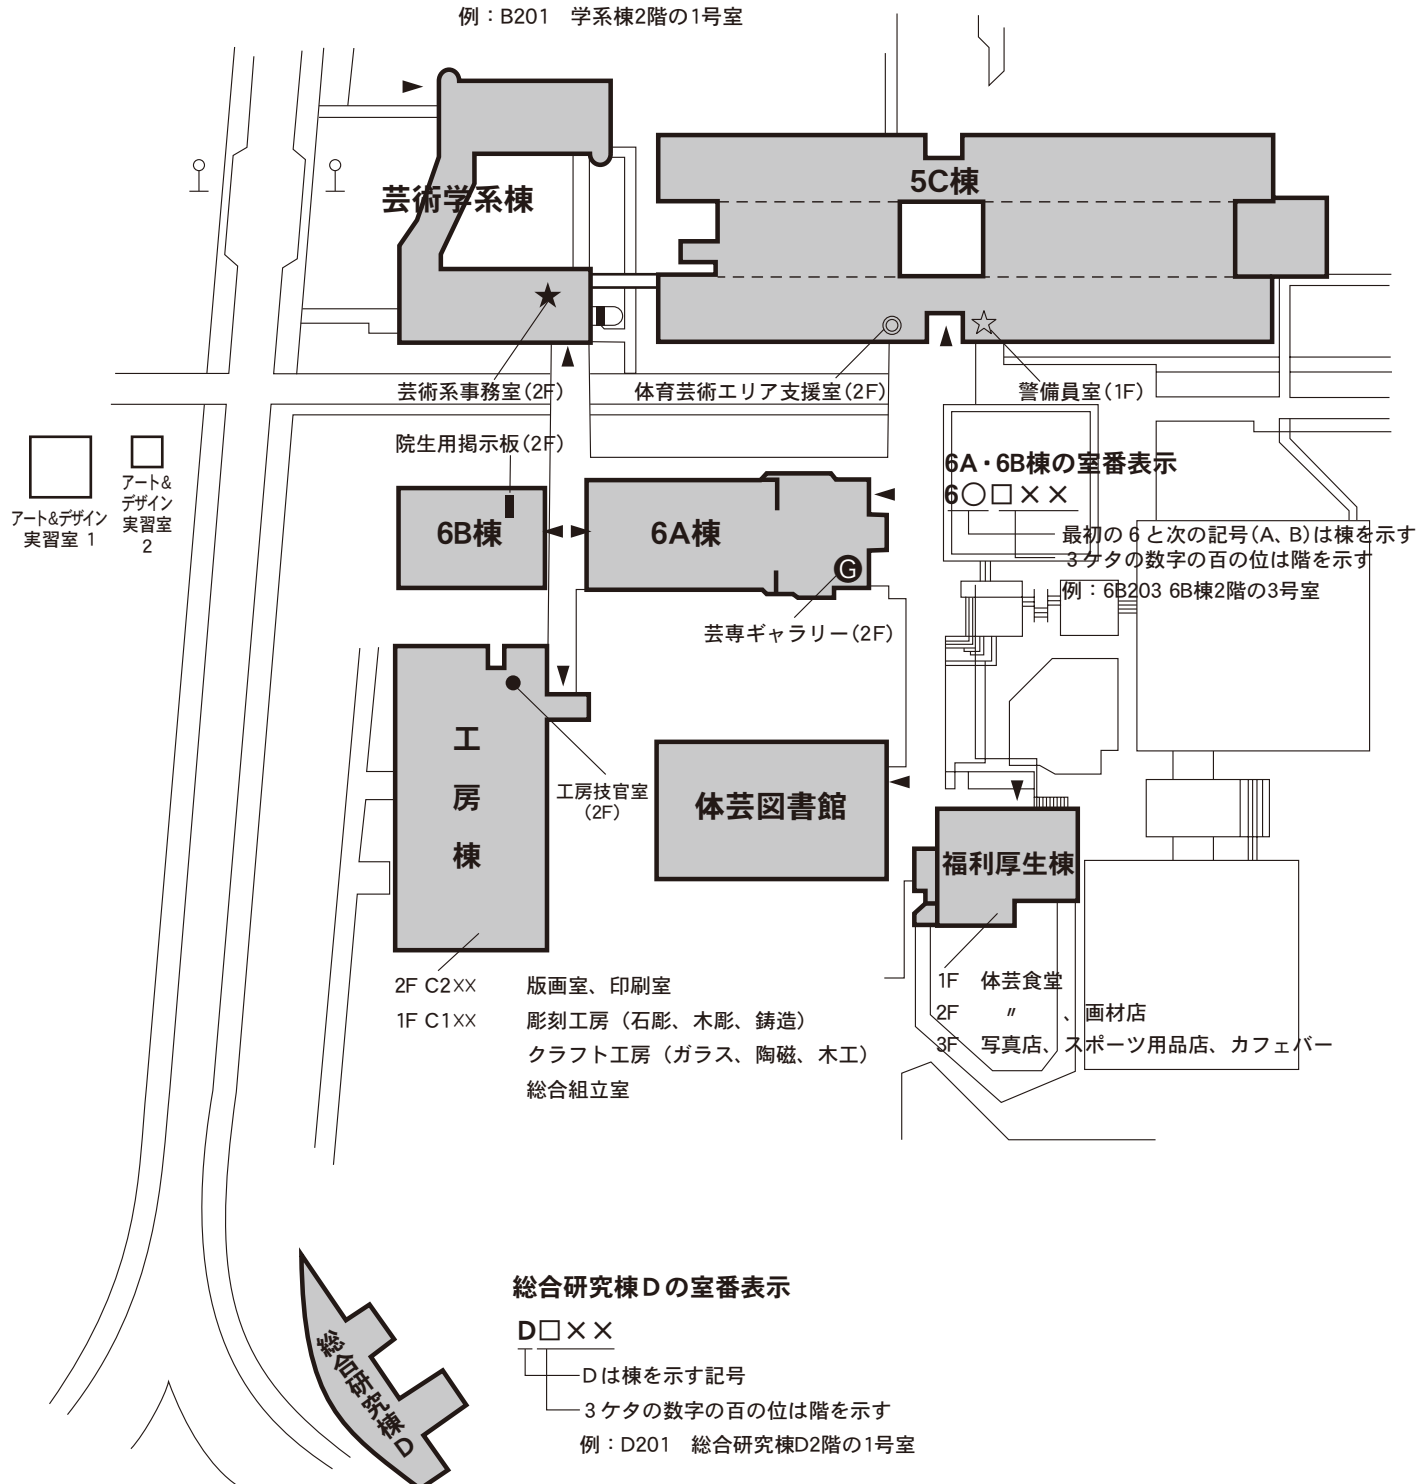 例：B201　学系棟2階の1号室
5C棟
芸術学系棟
芸術系事務室(2F)
体育芸術エリア支援室(2F)
警備員室(1F)
院生用掲示板(2F)
アート&デザイン
実習室 1
アート&
デザイン
実習室
2
6B棟
6A棟
G
芸専ギャラリー(2F)
6A・6B棟の室番表示
6○□××
最初の6と次の記号(A、B)は棟を示す
3ケタの数字の百の位は階を示す
例：6B203 6B棟2階の3号室
工房棟
工房技官室
(2F)
体芸図書館
福利厚生棟
2F C2××　版画室、印刷室
1F C1××　彫刻工房（石彫、木彫、鋳造）
クラフト工房（ガラス、陶磁、木工）
総合組立室
1F　体芸食堂
2F　〃　、画材店
3F　写真店、スポーツ用品店、カフェバー
総合研究棟D
総合研究棟Dの室番表示
D□××
Dは棟を示す記号
3ケタの数字の百の位は階を示す
例：D201　総合研究棟D2階の1号室